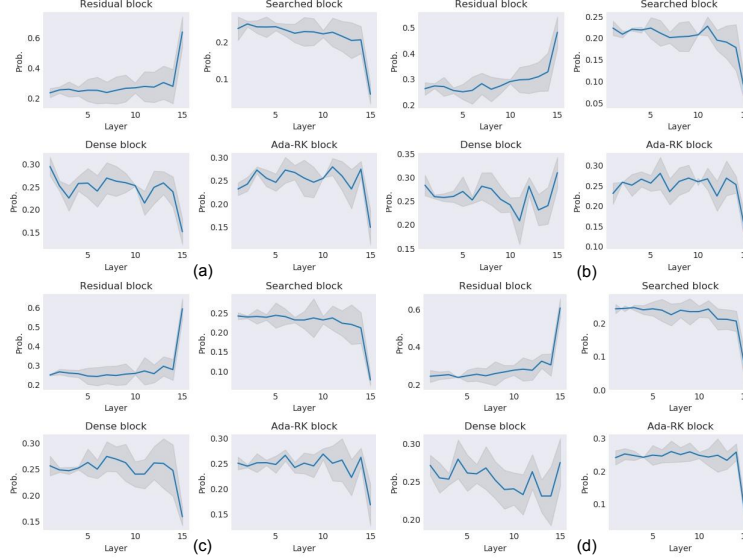 Residual block
Searched block
Residual block
Searched block
0.6
0.4
0.2
Prob.
5 10 15
Layer
0.2
0.1
Prob.
5 10 15
Layer
0.5
0.4
0.3
0.2
Prob.
5 10 15
Layer
0.25
0.20
0.15
0.10
0.05
Prob.
5 10 15
Layer
Dense block
Ada-RK block
Dense block
Ada-RK block
0.30
0.25
0.20
0.15
Prob.
5 10 15
Layer
0.30
0.25
0.20
0.15
Prob.
5 10 15
Layer
0.35
0.30
0.25
0.20
0.15
Prob.
5 10 15
Layer
0.30
0.25
0.20
0.15
0.10
Prob.
5 10 15
Layer
(a)
(b)
Residual block
Searched block
Residual block
Searched block
0.6
0.5
0.4
0.3
0.2
Prob.
5 10 15
Layer
0.25
0.20
0.15
0.10
Prob.
5 10 15
Layer
0.6
0.4
0.2
Prob.
5 10 15
Layer
0.2
0.1
0.0
Prob.
5 10 15
Layer
Dense block
Ada-RK block
Dense block
Ada-RK block
0.30
0.25
0.20
0.15
Prob.
5 10 15
Layer
0.30
0.25
0.20
0.15
Prob.
5 10 15
Layer
0.30
0.25
0.20
Prob.
5 10 15
Layer
0.3
0.2
0.1
Prob.
5 10 15
Layer
(c)
(d)